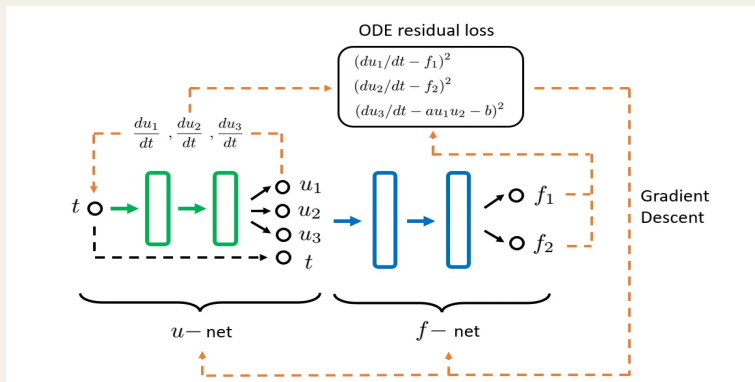 ODE residual loss
(du₁/dt − f₁)²
(du₂/dt − f₂)²
(du₃/dt − au₁u₂ − b)²
du₁/dt , du₂/dt , du₃/dt
t
u₁
u₂
u₃
t
f₁
f₂
Gradient
Descent
u− net
f− net